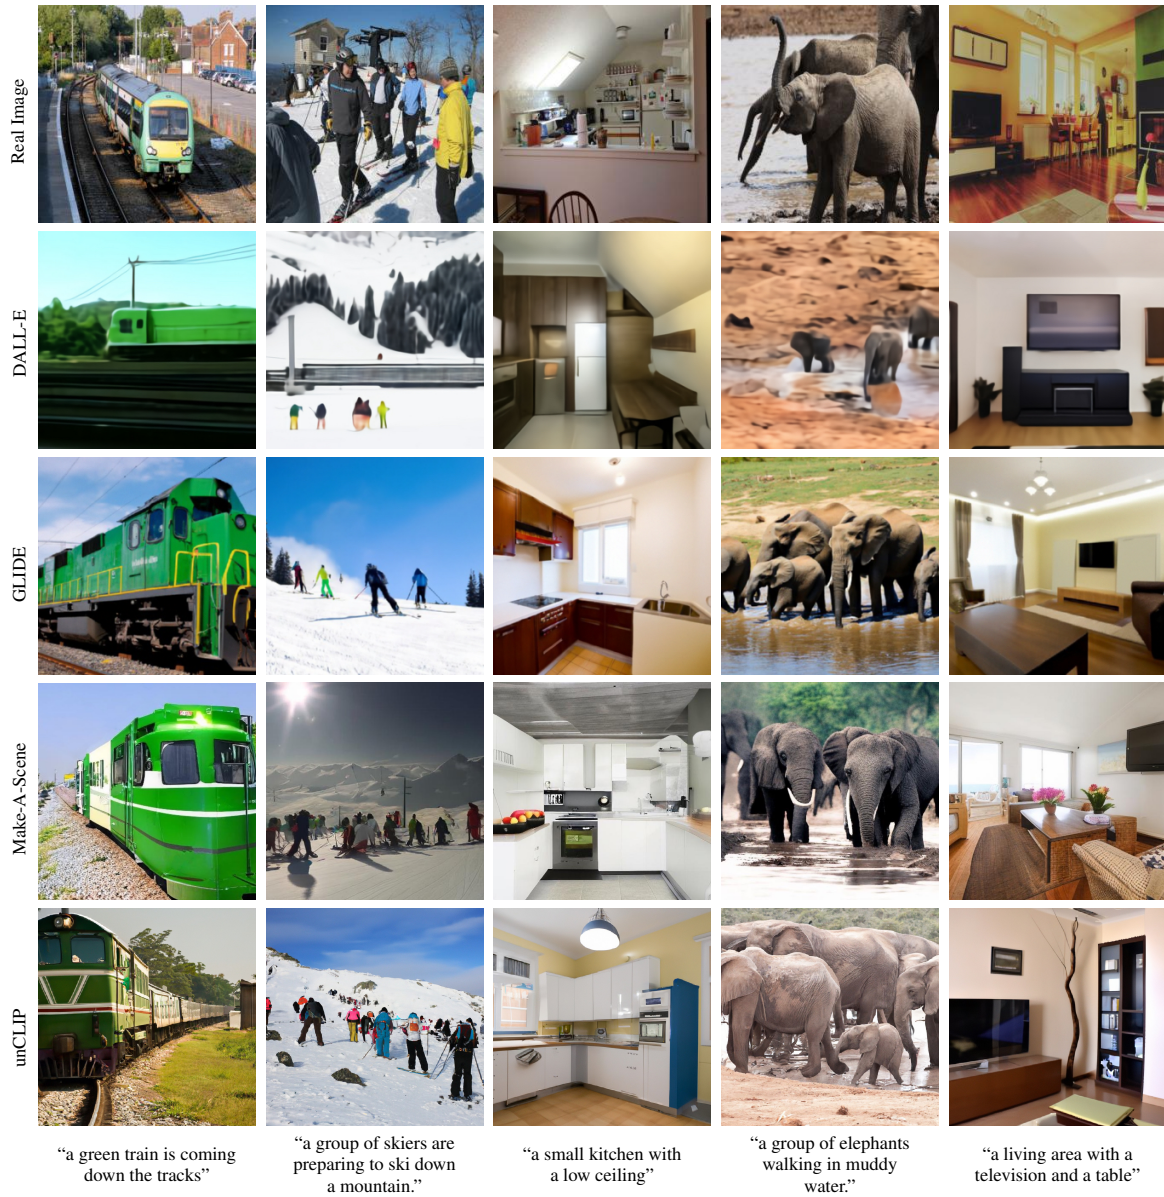 Real Image
DALL-E
GLIDE
Make-A-Scene
unCLIP
“a green train is coming
down the tracks”
“a group of skiers are
preparing to ski down
a mountain.”
“a small kitchen with
a low ceiling”
“a group of elephants
walking in muddy
water.”
“a living area with a
television and a table”